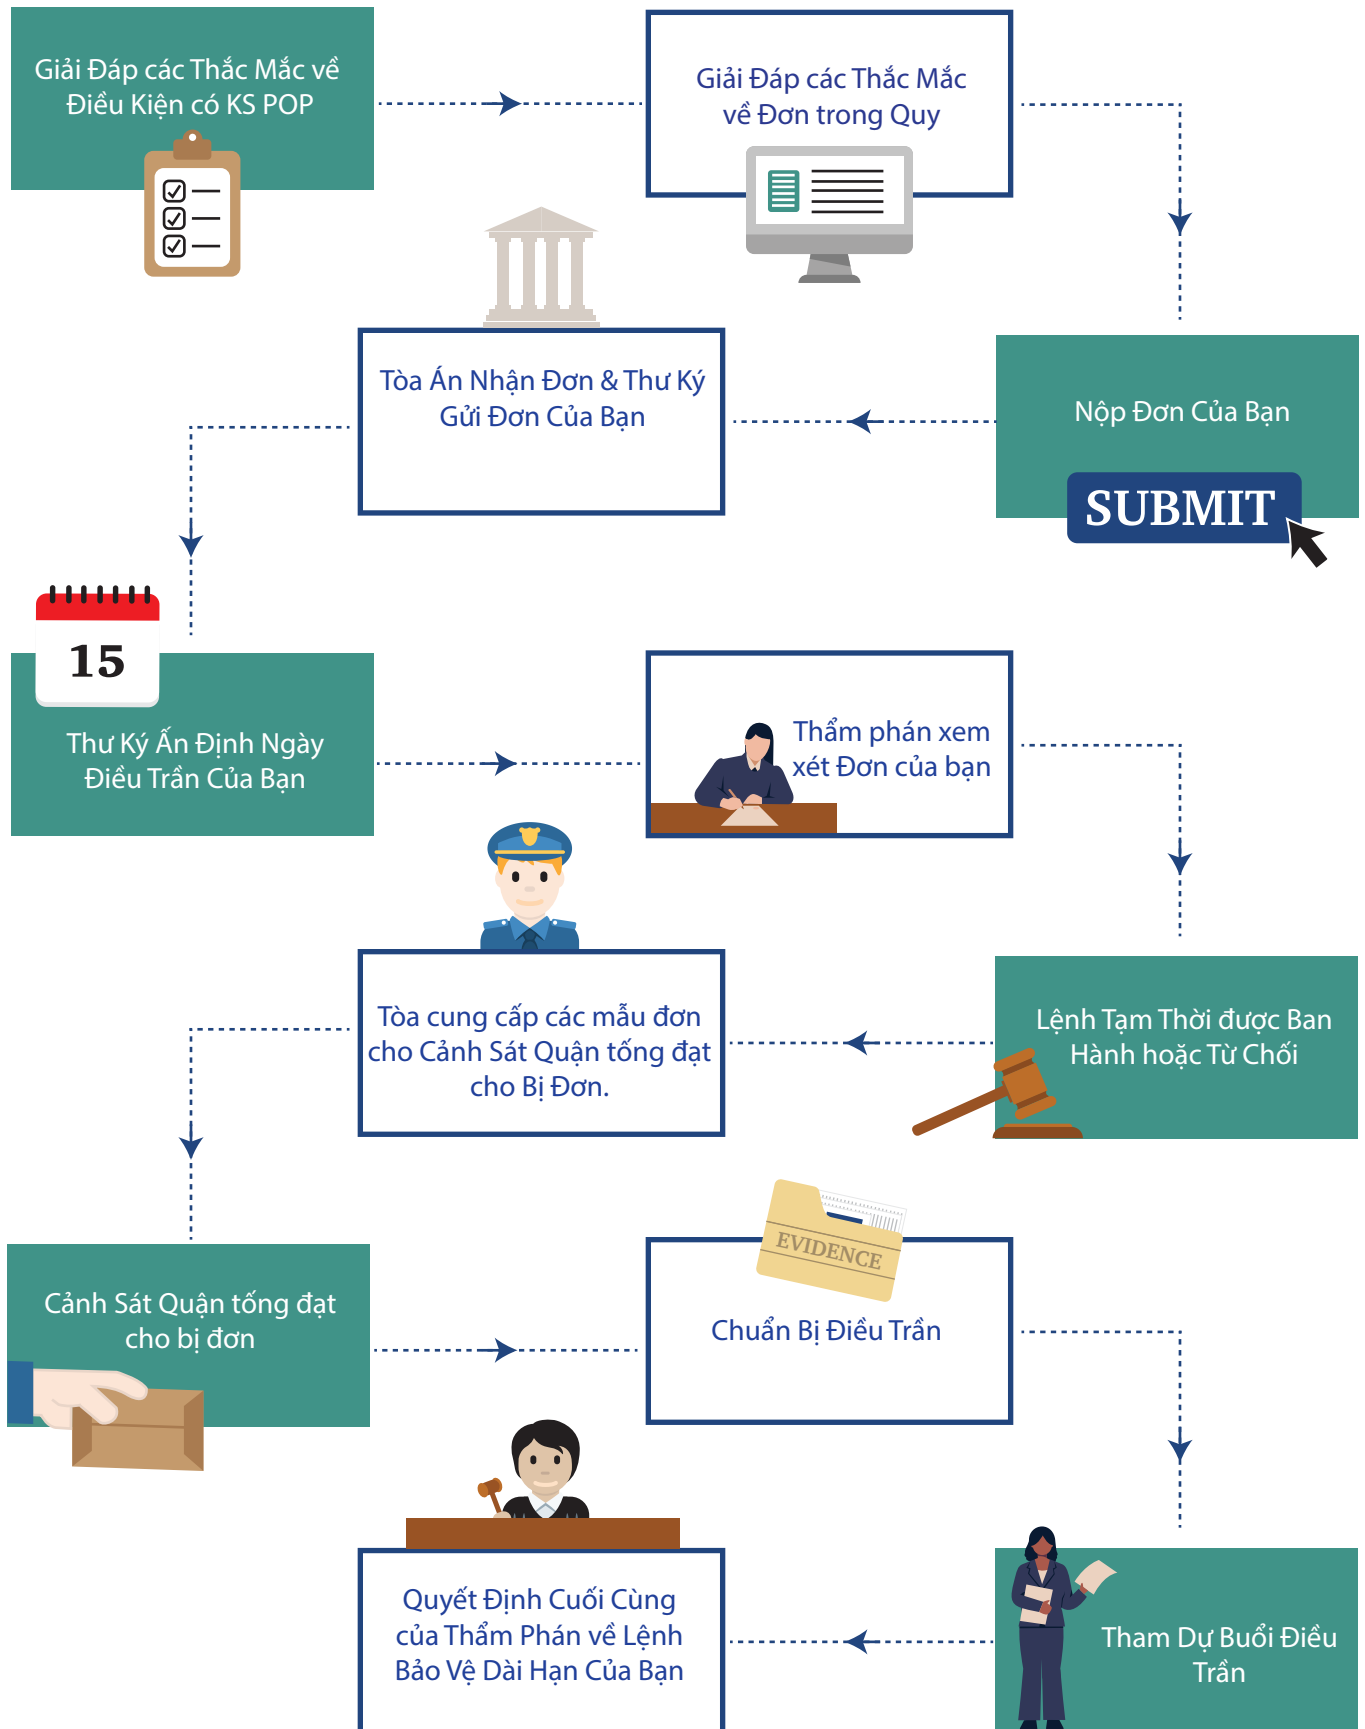 Giải Đáp các Thắc Mắc về
Điều Kiện có KS POP
Giải Đáp các Thắc Mắc
về Đơn trong Quy
Nộp Đơn Của Bạn
SUBMIT
Tòa Án Nhận Đơn & Thư Ký
Gửi Đơn Của Bạn
15
Thư Ký Ấn Định Ngày
Điều Trần Của Bạn
Thẩm phán xem
xét Đơn của bạn
Lệnh Tạm Thời được Ban
Hành hoặc Từ Chối
Tòa cung cấp các mẫu đơn
cho Cảnh Sát Quận tống đạt
cho Bị Đơn.
Cảnh Sát Quận tống đạt
cho bị đơn
EVIDENCE
Chuẩn Bị Điều Trần
Tham Dự Buổi Điều
Trần
Quyết Định Cuối Cùng
của Thẩm Phán về Lệnh
Bảo Vệ Dài Hạn Của Bạn